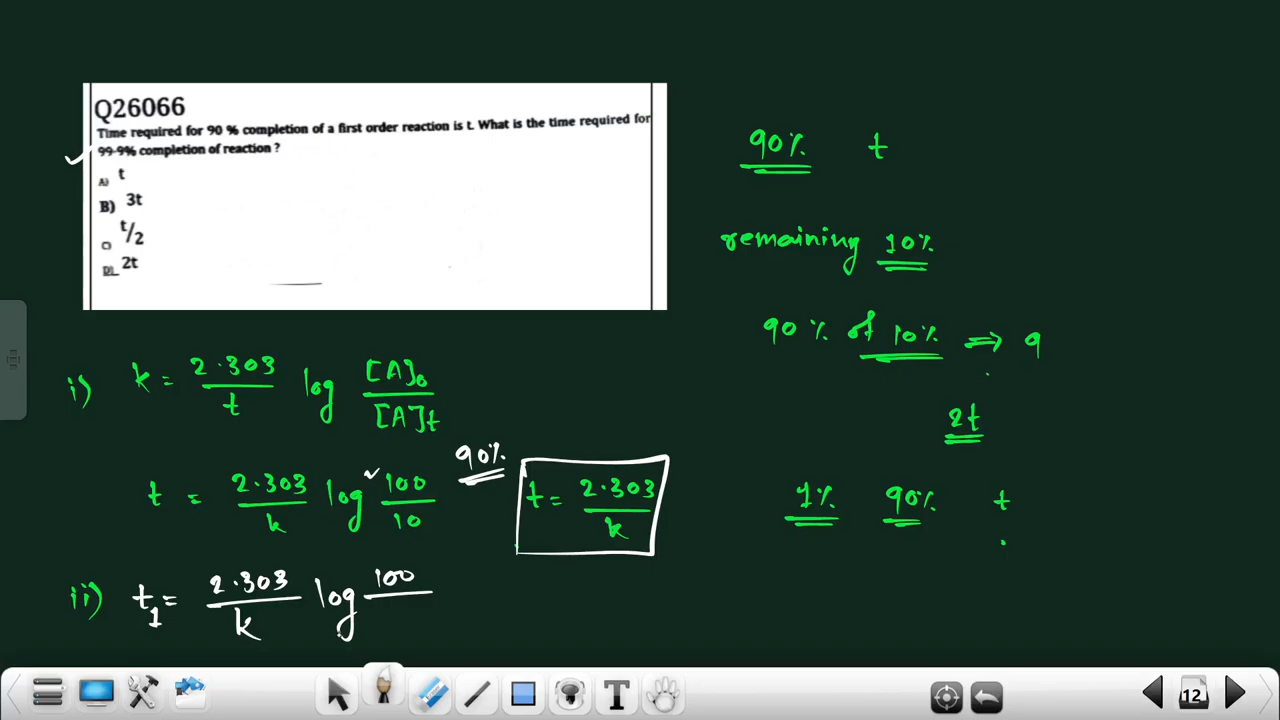 Q26066
Time required for 90 % completion of a first order reaction is t. What is the time required for
99-9% completion of reaction ?
A) t
B) 3t
C) t/2
D) 2t
i) k = 2.303/t log [A]0/[A]t
t = 2.303/k log 100/10
90%
t = 2.303/k
ii) t1 = 2.303/k log 100
90% t
remaining 10%
90% of 10% ⇒ 9
2t
1% 90% t
12
T